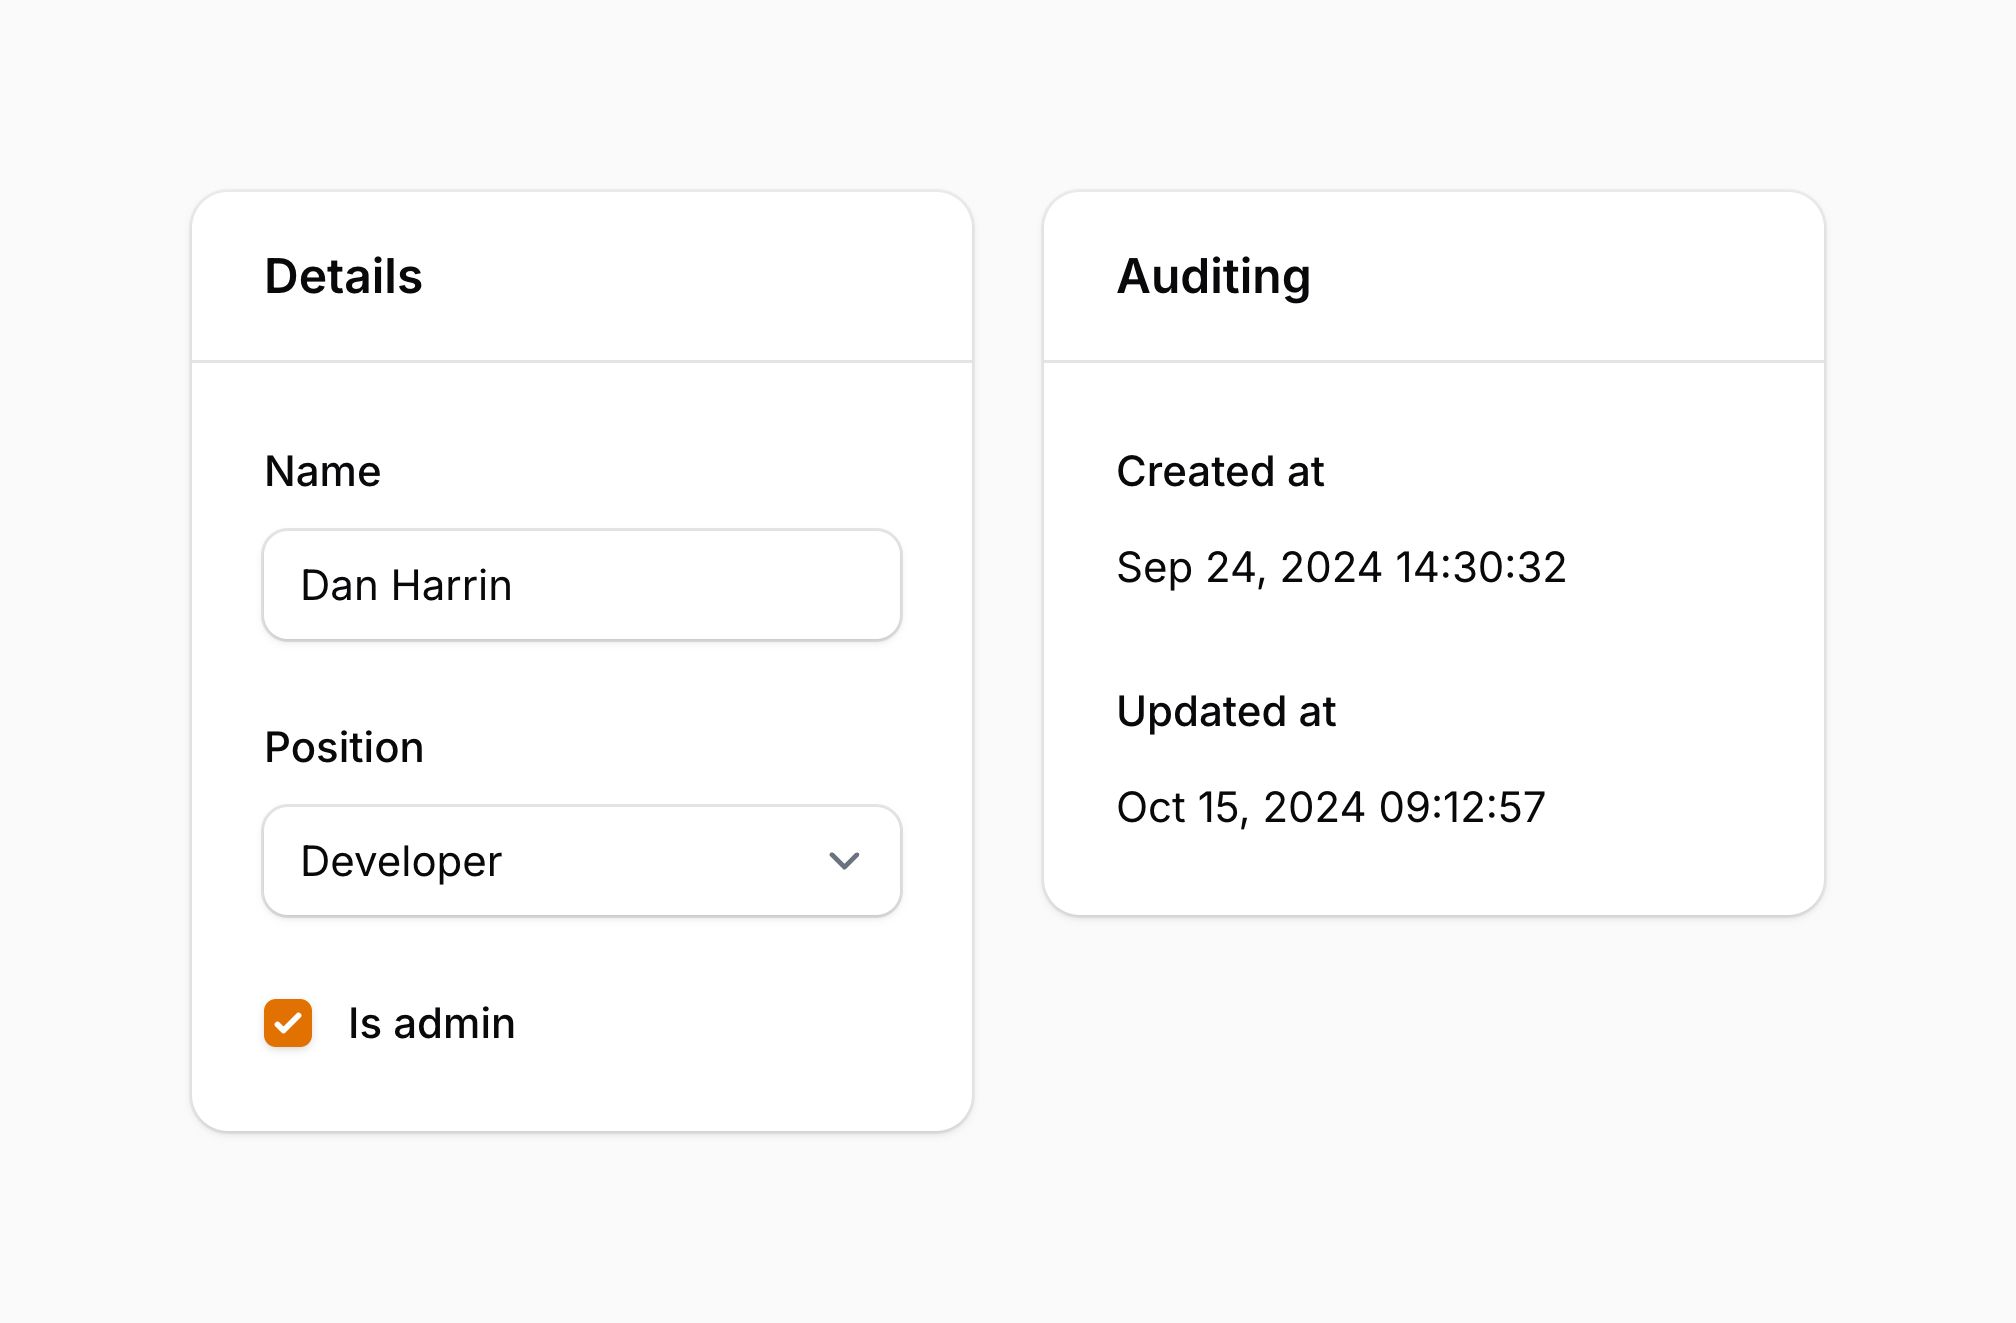 Details
Name
Dan Harrin
Position
Developer
Is admin
Auditing
Created at
Sep 24, 2024 14:30:32
Updated at
Oct 15, 2024 09:12:57